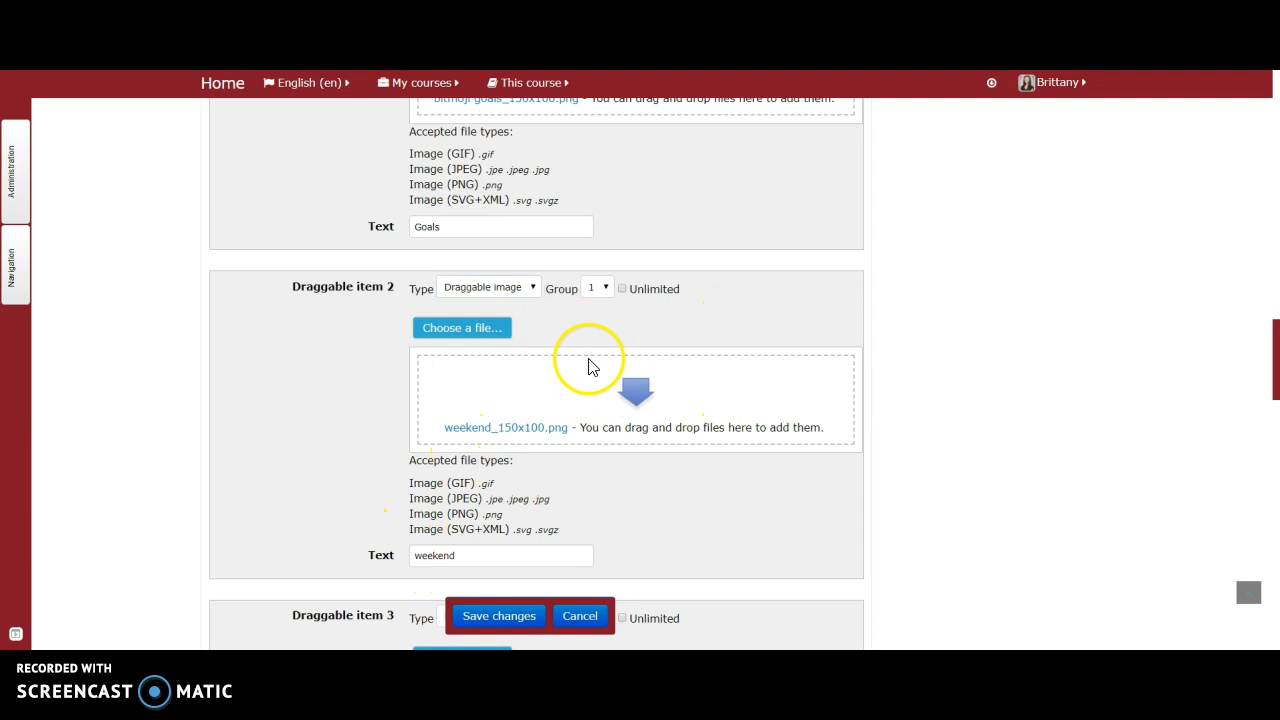 Home English (en) My courses This course Brittany
bitmoji goals_150x100.png - You can drag and drop files here to add them.
Administration
Navigation
Accepted file types:
Image (GIF) .gif
Image (JPEG) .jpe .jpeg .jpg
Image (PNG) .png
Image (SVG+XML) .svg .svgz
Text Goals
Draggable item 2 Type Draggable image Group 1 Unlimited
Choose a file...
weekend_150x100.png - You can drag and drop files here to add them.
Accepted file types:
Image (GIF) .gif
Image (JPEG) .jpe .jpeg .jpg
Image (PNG) .png
Image (SVG+XML) .svg .svgz
Text weekend
Draggable item 3 Type Save changes Cancel Unlimited
RECORDED WITH
SCREENCAST MATIC